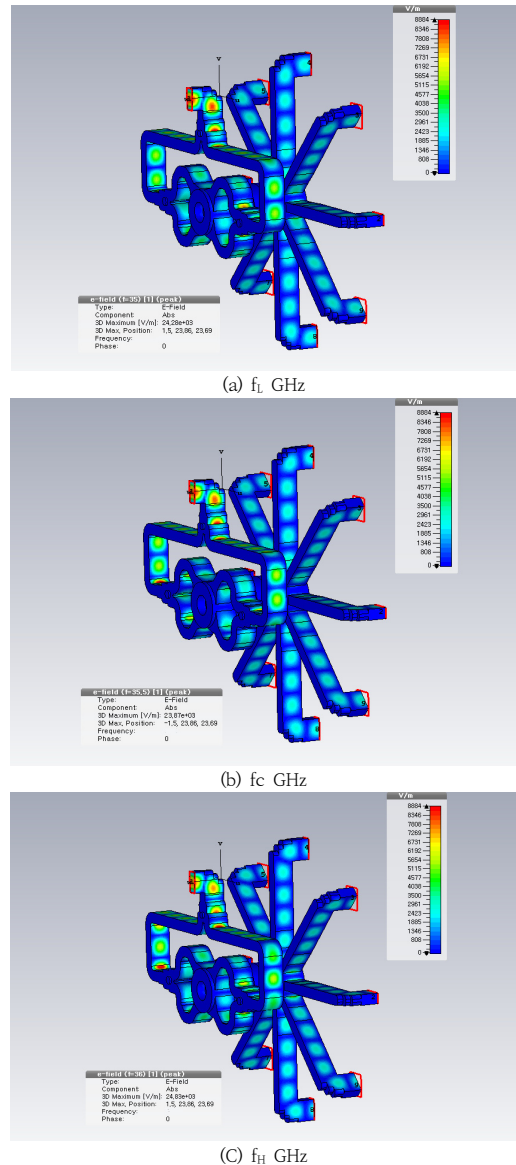 V/m
8884
8346
7808
7269
6731
6192
5654
5115
4577
4038
3500
2961
2423
1885
1346
808
0
e-field (f=35) [1] (peak)
Type: E-Field
Component: Abs
3D Maximum [V/m]: 24,28e+03
3D Max, Position: 1,5, 23,86, 23,69
Frequency:
Phase: 0
(a) fL GHz
V/m
8884
8346
7808
7269
6731
6192
5654
5115
4577
4038
3500
2961
2423
1885
1346
808
0
e-field (f=35,5) [1] (peak)
Type: E-Field
Component: Abs
3D Maximum [V/m]: 23,87e+03
3D Max, Position: -1,5, 23,86, 23,69
Frequency:
Phase: 0
(b) fc GHz
V/m
8884
8346
7808
7269
6731
6192
5654
5115
4577
4038
3500
2961
2423
1885
1346
808
0
e-field (f=36) [1] (peak)
Type: E-Field
Component: Abs
3D Maximum [V/m]: 24,83e+03
3D Max, Position: 1,5, 23,86, 23,69
Frequency:
Phase: 0
(C) fH GHz